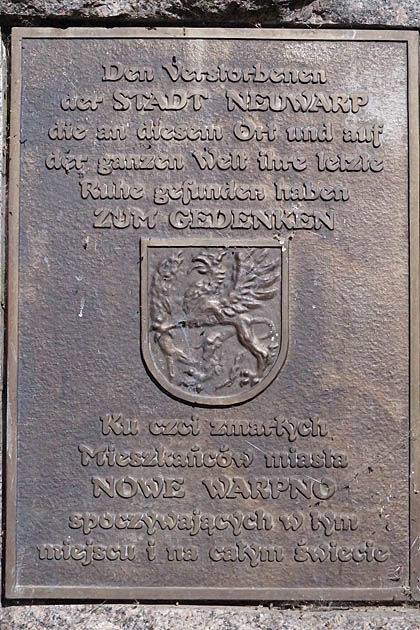 Den Verstorbenen
der STADT NEUWARP
die an diesem Ort und auf
der ganzen Welt ihre letzte
Ruhe gefunden haben
ZUM GEDENKEN
Ku czci zmarłych
Mieszkańców miasta
NOWE WARPNO
spoczywających w tym
miejscu i na całym świecie